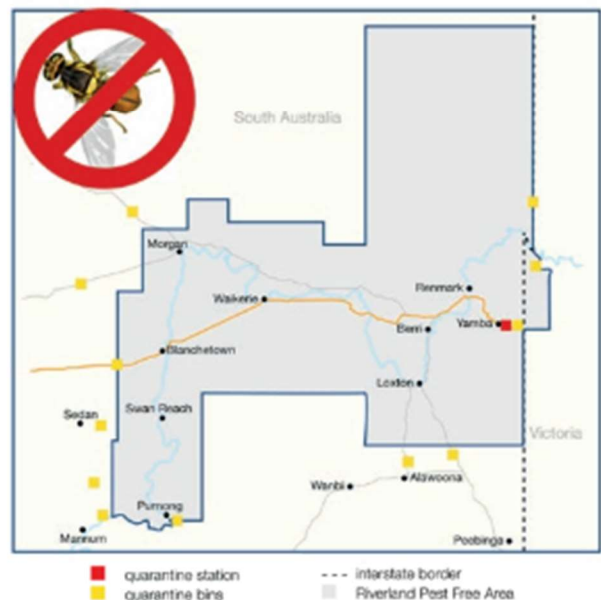 South Australia
Morgan
Renmark
Waikerie
Berri
Yamba
Blanchetown
Loxton
Sedan
Swan Reach
Victoria
Wanbi
Alawoona
Purnong
Mannum
Peebinga
quarantine station
interstate border
quarantine bins
Riverland Pest Free Area